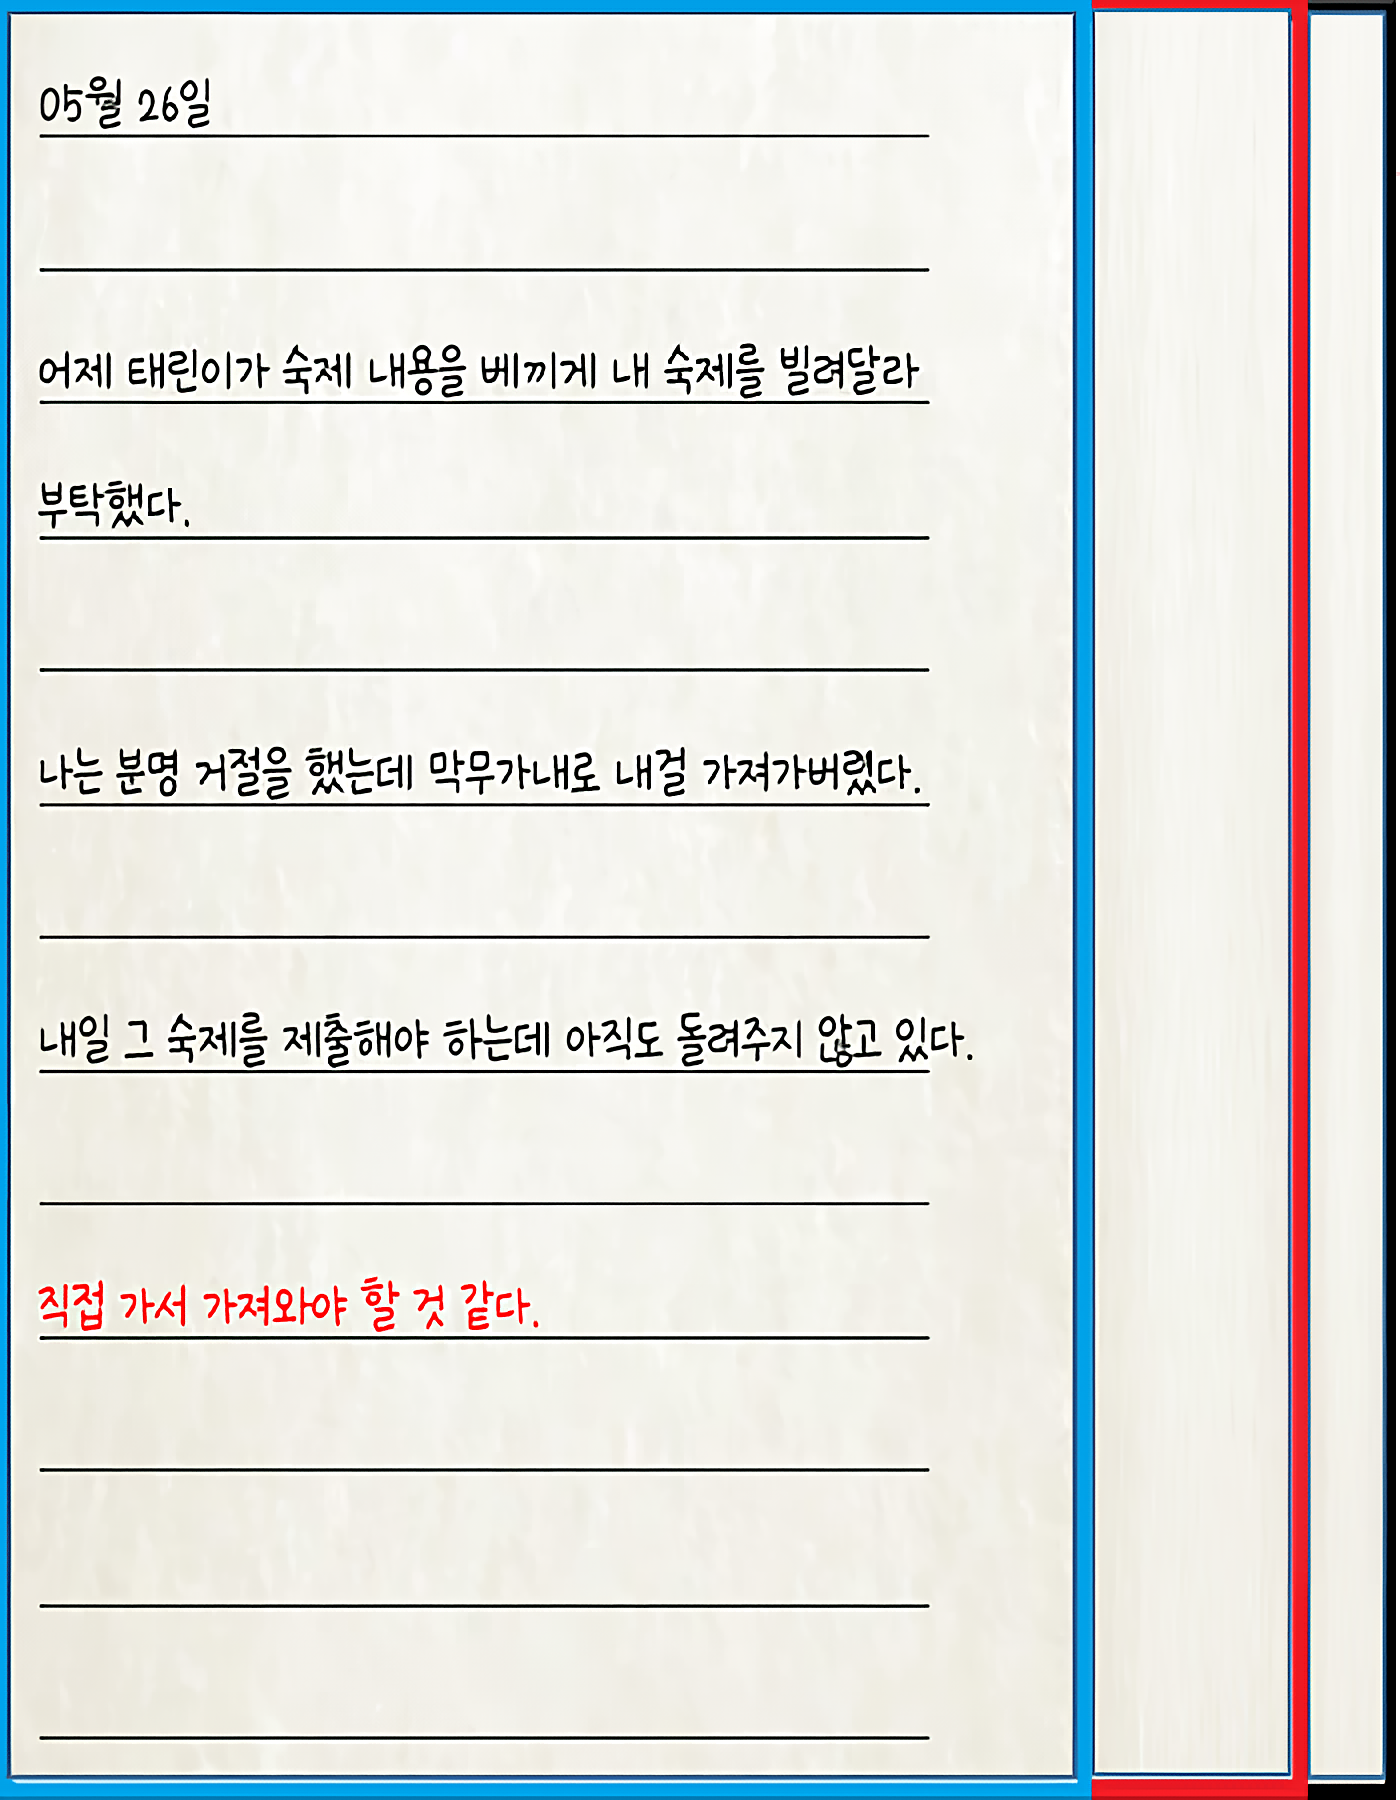 05월 26일
어제 태린이가 숙제 내용을 베끼게 내 숙제를 빌려달라
부탁했다.
나는 분명 거절을 했는데 막무가내로 내걸 가져가버렸다.
내일 그 숙제를 제출해야 하는데 아직도 돌려주지 않고 있다.
직접 가서 가져와야 할 것 같다.